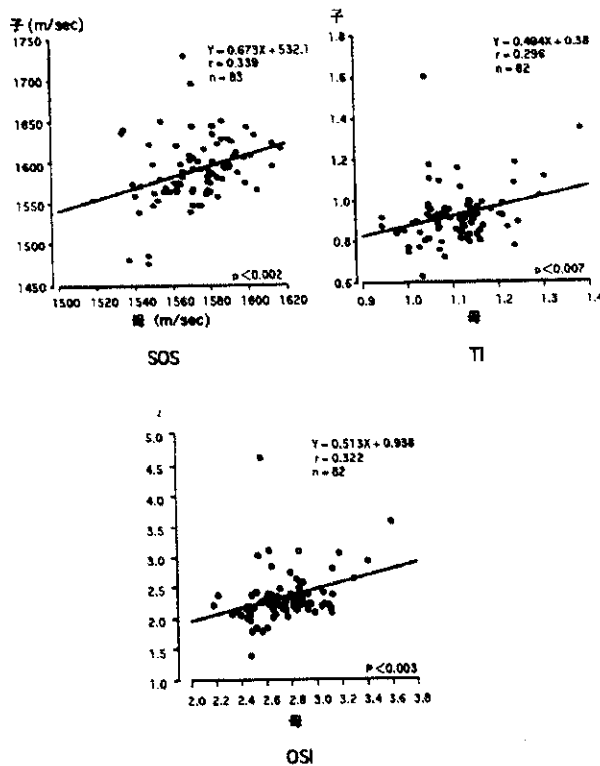 子 (m/sec)
1750
1700
1650
1600
1550
1500
1450
Y=0.673X+532.1
r=0.339
n=83
p<0.002
1500 1520 1540 1560 1580 1600 1620
母 (m/sec)
SOS
子
1.8
1.6
1.4
1.2
1.0
0.8
0.6
Y=0.484X+0.38
r=0.296
n=82
p<0.007
0.9 1.0 1.1 1.2 1.3 1.4
母
TI
5.0
4.5
4.0
3.5
3.0
2.5
2.0
1.5
1.0
Y=0.513X+0.938
r=0.322
n=82
P<0.003
2.0 2.2 2.4 2.6 2.8 3.0 3.2 3.4 3.6 3.8
母
OSI